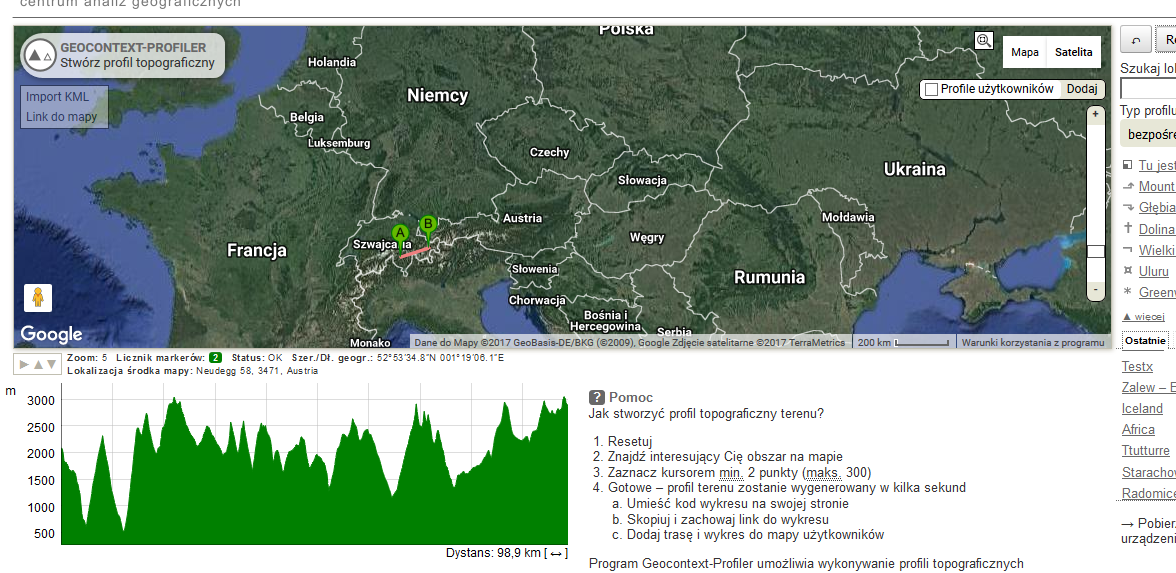 centrum analiz geograficznych
GEOCONTEXT-PROFILER
Stwórz profil topograficzny
Import KML
Link do mapy
Polska
Holandia
Niemcy
Belgia
Luksemburg
Czechy
Słowacja
Ukraina
Austria
Mołdawia
Szwajcaria
A
B
Węgry
Francja
Słowenia
Rumunia
Chorwacja
Bośnia i
Hercegowina
Serbia
Monako
Mapa
Satelita
Profile użytkowników
Dodaj
+
-
Google
Dane do Mapy ©2017 GeoBasis-DE/BKG (©2009), Google Zdjęcie satelitarne ©2017 TerraMetrics
200 km
Warunki korzystania z programu
Zoom: 5 Licznik markerów: 2 Status: OK Szer./Dł. geogr.: 52°53'34.8"N 001°19'06.1"E
Lokalizacja środka mapy: Neudegg 58, 3471, Austria
m
3000
2500
2000
1500
1000
500
Dystans: 98,9 km [↔]
? Pomoc
Jak stworzyć profil topograficzny terenu?
1. Resetuj
2. Znajdź interesujący Cię obszar na mapie
3. Zaznacz kursorem min. 2 punkty (maks. 300)
4. Gotowe – profil terenu zostanie wygenerowany w kilka sekund
a. Umieść kod wykresu na swojej stronie
b. Skopiuj i zachowaj link do wykresu
c. Dodaj trasę i wykres do mapy użytkowników
Program Geocontext-Profiler umożliwia wykonywanie profili topograficznych
Re
Szukaj lo
Typ profilu
bezpośre
Tu jest
Mount
Głębia
Dolina
Wielki
Uluru
Green
▲ więcej
Ostatnie
Testx
Zalew – E
Iceland
Africa
Ttutturre
Starachow
Radomice
→ Pobierz
urządzeni